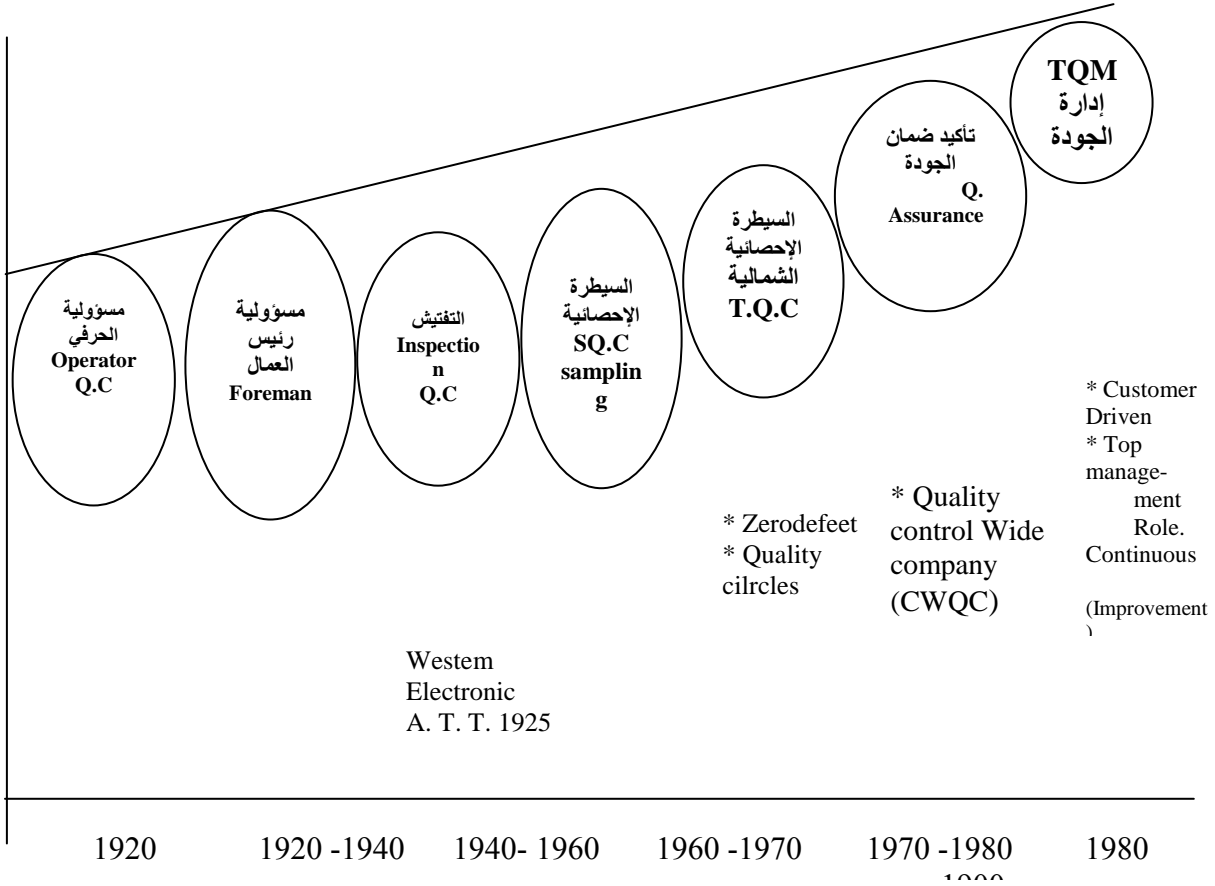 TQM
إدارة
الجودة
تأكيد ضمان
الجودة
Q.
Assurance
السيطرة
الإحصائية
الشمالية
T.Q.C
السيطرة
الإحصائية
SQ.C
samplin
g
التفتيش
Inspectio
n
Q.C
مسؤولية
رئيس
العمال
Foreman
مسؤولية
الحرفي
Operator
Q.C
* Customer
Driven
* Top
manage-
ment
Role.
Continuous
(Improvement
)
* Quality
control Wide
company
(CWQC)
* Zerodefeet
* Quality
cilrcles
Westem
Electronic
A. T. T. 1925
1920 1920 -1940 1940- 1960 1960 -1970 1970 -1980 1980